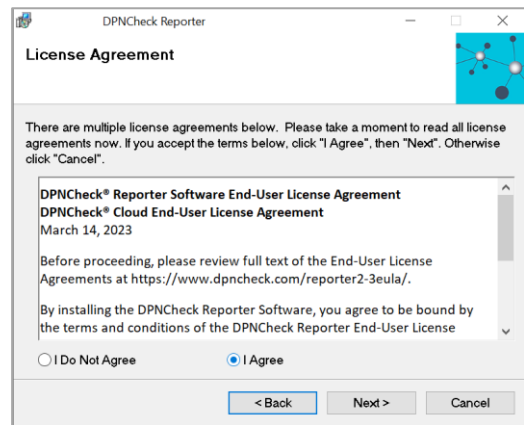 DPNCheck Reporter
License Agreement
There are multiple license agreements below. Please take a moment to read all license
agreements now. If you accept the terms below, click "I Agree", then "Next". Otherwise
click "Cancel".
DPNCheck® Reporter Software End-User License Agreement
DPNCheck® Cloud End-User License Agreement
March 14, 2023
Before proceeding, please review full text of the End-User License
Agreements at https://www.dpncheck.com/reporter2-3eula/.
By installing the DPNCheck Reporter Software, you agree to be bound by
the terms and conditions of the DPNCheck Reporter End-User License
I Do Not Agree I Agree
< Back Next > Cancel